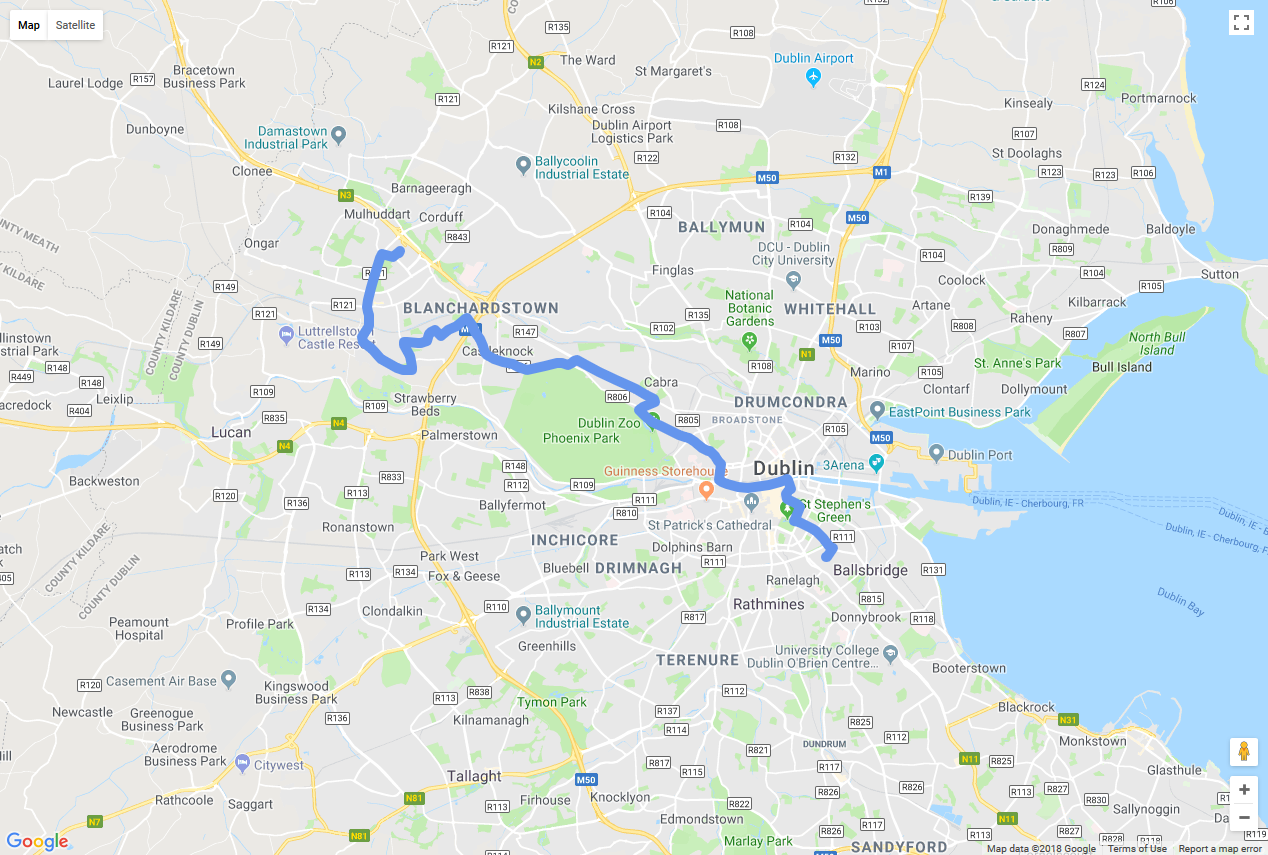 Map
Satellite
R135
R108
R132
R106
R121
N2
The Ward
St Margaret's
Dublin Airport
Bracetown
Business Park
R157
Laurel Lodge
R121
Kilshane Cross
R124
Portmarnock
Kinsealy
Dunboyne
Damastown
Industrial Park
Dublin Airport
Logistics Park
R108
R107
R122
R132
St Doolaghs
Clonee
Ballycoolin
Industrial Estate
M50
M1
R123
R123
R106
N3
Barnageeragh
R139
Mulhuddart
Corduff
R104
M50
R104
BALLYMUN
Donaghmede
Baldoyle
COUNTY MEATH
COUNTY KILDARE
Ongar
R843
DCU - Dublin
City University
R104
R809
Finglas
R104
Sutton
Coolock
R149
R121
R105
National
Botanic
Gardens
WHITEHALL
Artane
Kilbarrack
R121
BLANCHARDSTOWN
R135
R103
R808
Raheny
R121
R147
R102
R807
Luttrellstown
Castle Resort
M50
North Bull
Island
COUNTY KILDARE
COUNTY DUBLIN
R149
Castleknock
N1
R107
St. Anne's Park
Bull Island
R148
R449
R148
R108
Marino
R105
Cabra
Clontarf
Dollymount
Leixlip
R109
R109
Strawberry
Beds
R806
DRUMCONDRA
R404
R835
Dublin Zoo
R805
BROADSTONE
EastPoint Business Park
N4
Lucan
Palmerstown
Phoenix Park
R105
M50
N4
R148
Dublin
3Arena
Dublin Port
Backweston
R833
R112
R109
Guinness Storehouse
R120
R136
Ballyfermot
R111
Dublin, IE - Cherbourg, FR
R810
St Patrick's Cathedral
St Stephen's
Green
Dublin, IE - Cherbourg, F
Ronanstown
INCHICORE
R111
Dolphins Barn
COUNTY KILDARE
COUNTY DUBLIN
Park West
Bluebell
DRIMNAGH
R111
R113
R134
Fox & Geese
Ballsbridge
R131
Ranelagh
R815
Dublin Bay
R134
Clondalkin
R110
Ballymount
Industrial Estate
R817
Rathmines
R118
Donnybrook
Peamount
Hospital
Profile Park
Greenhills
TERENURE
University College
Dublin O'Brien Centre...
Booterstown
R120
Casement Air Base
Kingswood
Business Park
R113
R838
R112
Tymon Park
Newcastle
Greenogue
Business Park
R136
Kilnamanagh
R137
R114
Blackrock
N31
R825
R112
Monkstown
Aerodrome
Business Park
DUNDRUM
R821
N11
R825
Citywest
Tallaght
M50
R817
R115
R117
Glasthule
R826
R826
R113
R827
Rathcoole
Saggart
N81
R113
Firhouse
Knocklyon
R822
R830
Sallynoggin
N7
N81
Edmondstown
R117
N11
Marlay Park
R826
R113
R827
R118
SANDYFORD
Google
Map data ©2018 Google
Terms of Use
Report a map error